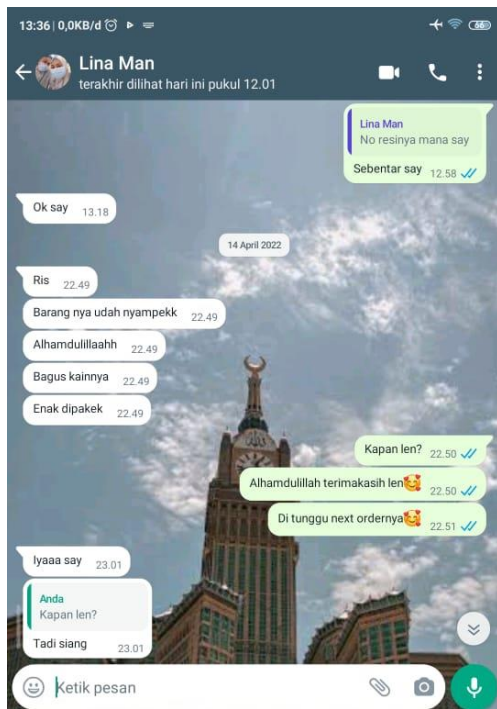 13:36 | 0,0KB/d
56
Lina Man
terakhir dilihat hari ini pukul 12.01
Lina Man
No resinya mana say
Sebentar say 12.58
Ok say 13.18
14 April 2022
Ris 22.49
Barang nya udah nyampekk 22.49
Alhamdulillaahh 22.49
Bagus kainnya 22.49
Enak dipakek 22.49
Kapan len? 22.50
Alhamdulillah terimakasih len🥰 22.50
Di tunggu next ordernya🥰 22.51
Iyaaa say 23.01
Anda
Kapan len?
Tadi siang 23.01
Ketik pesan